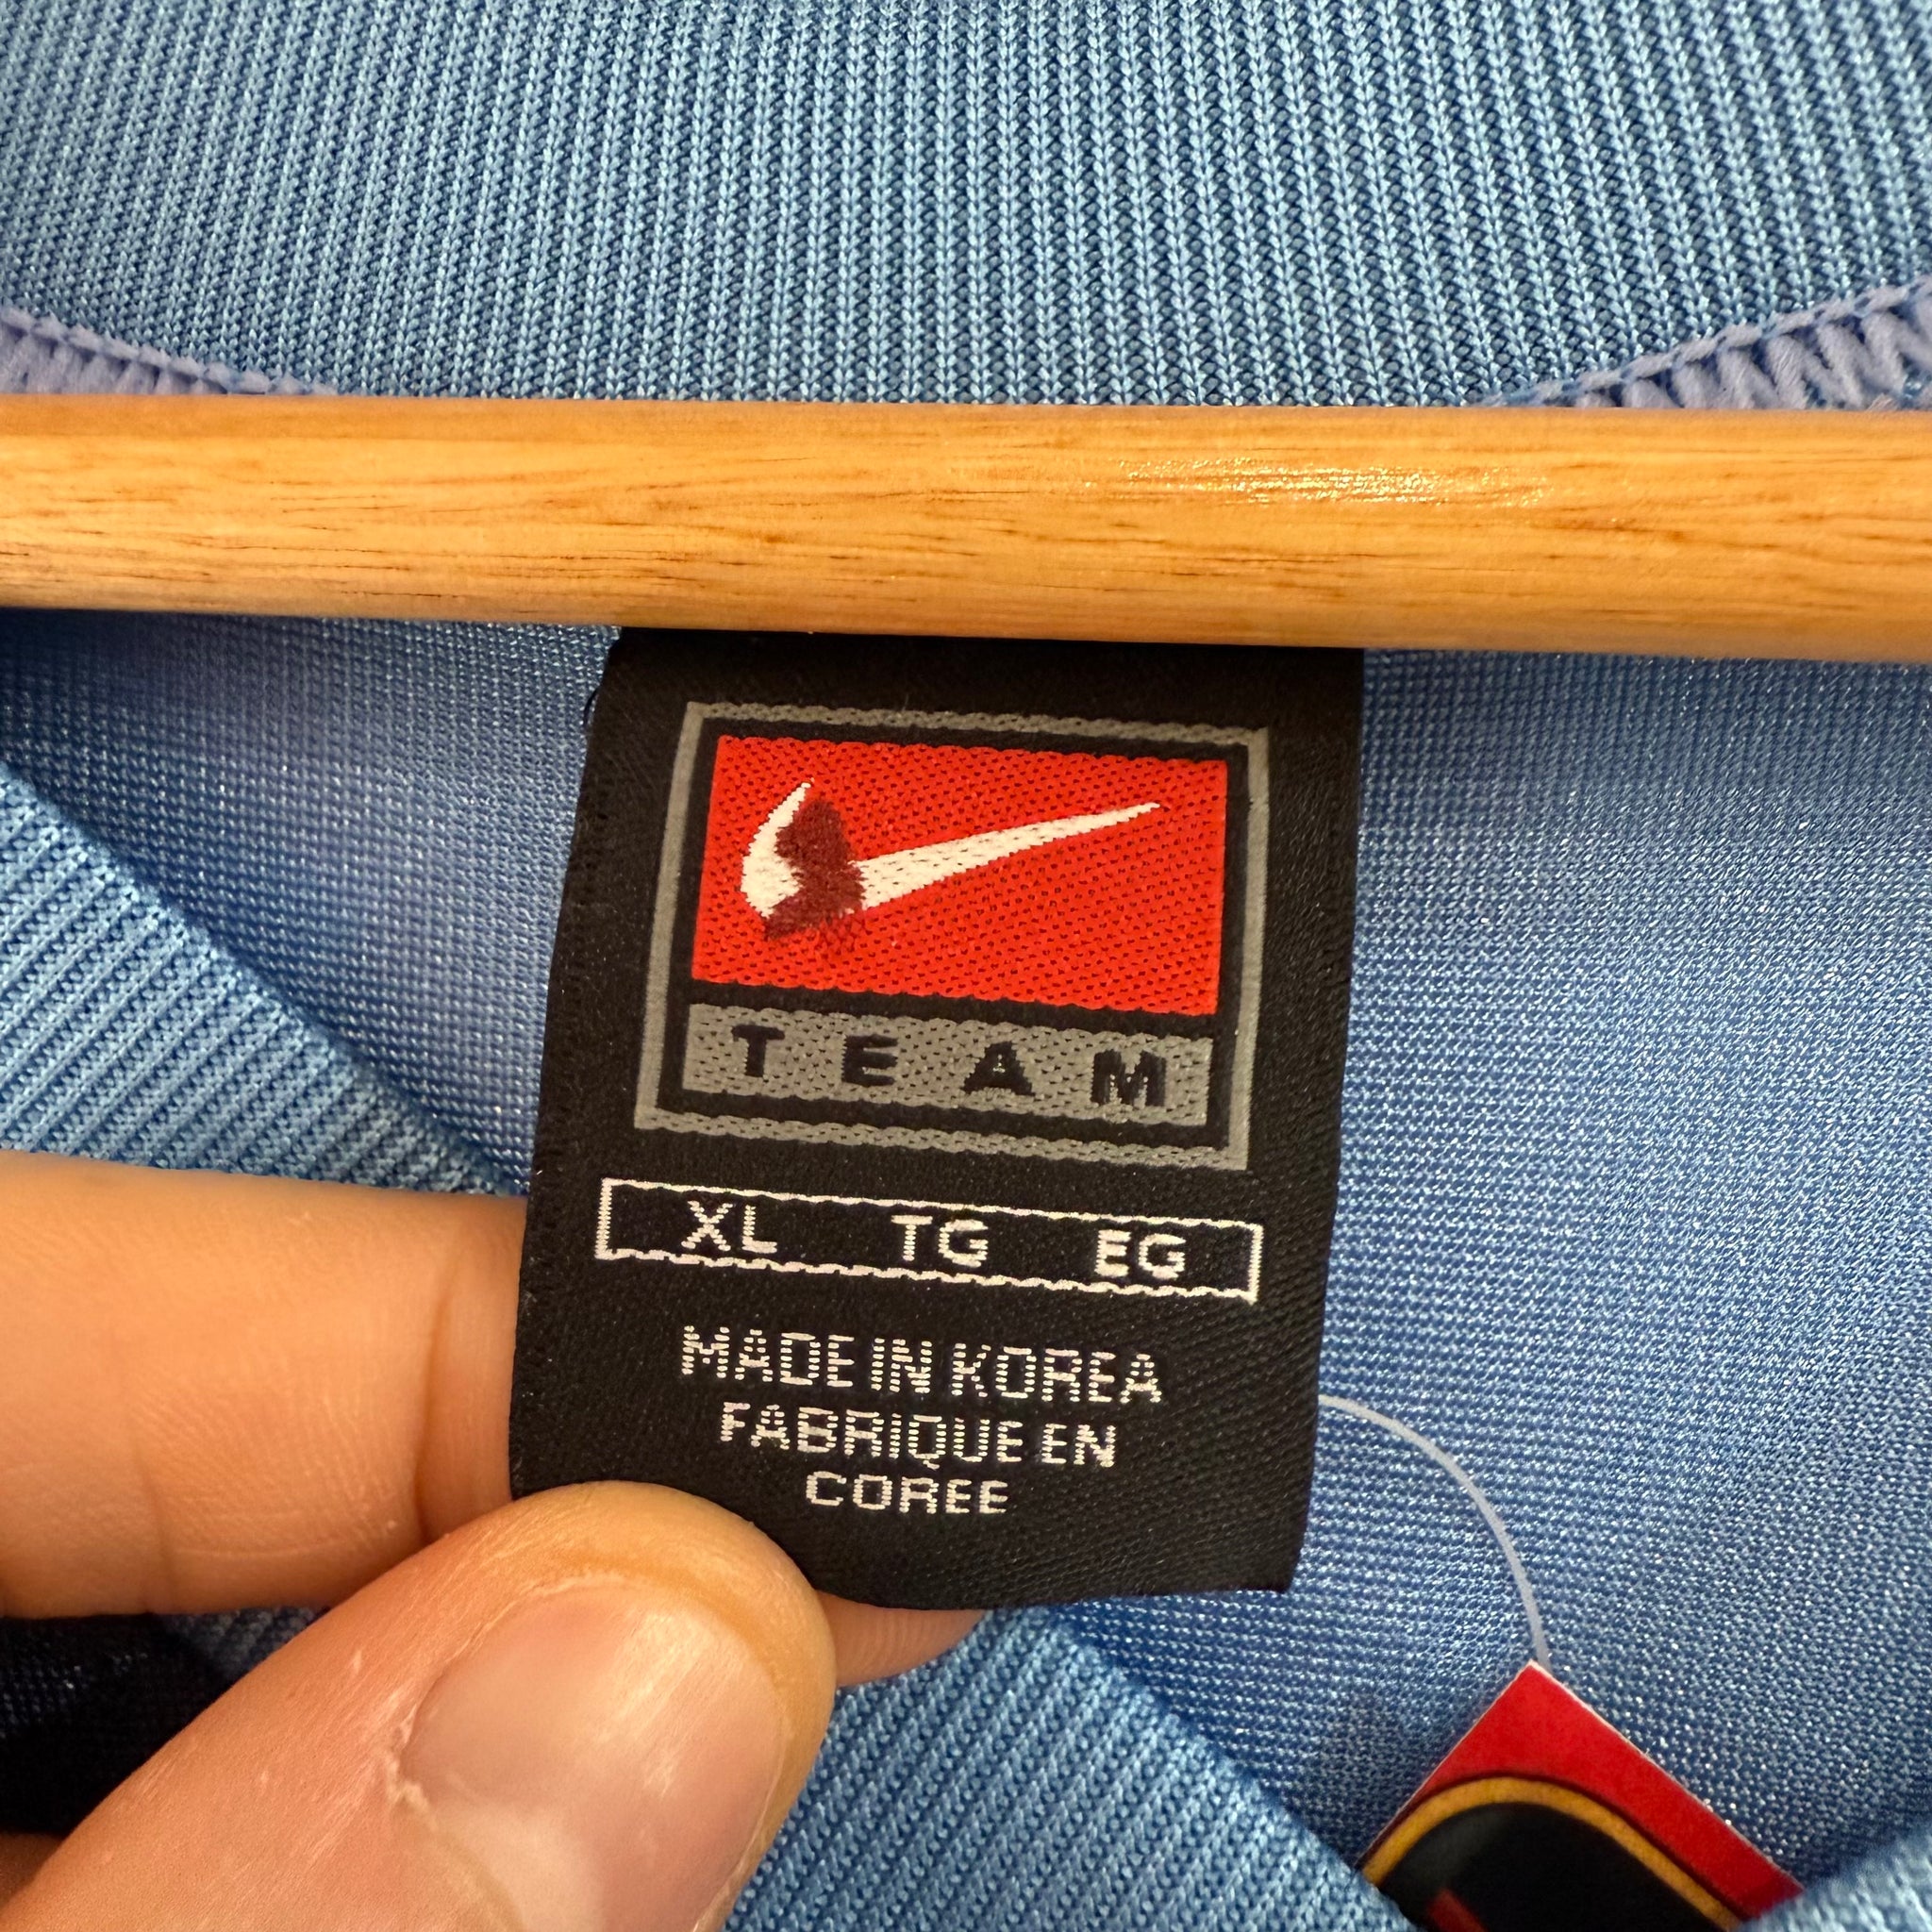 TEAM
XL TG EG
MADE IN KOREA
FABRIQUE EN
COREE